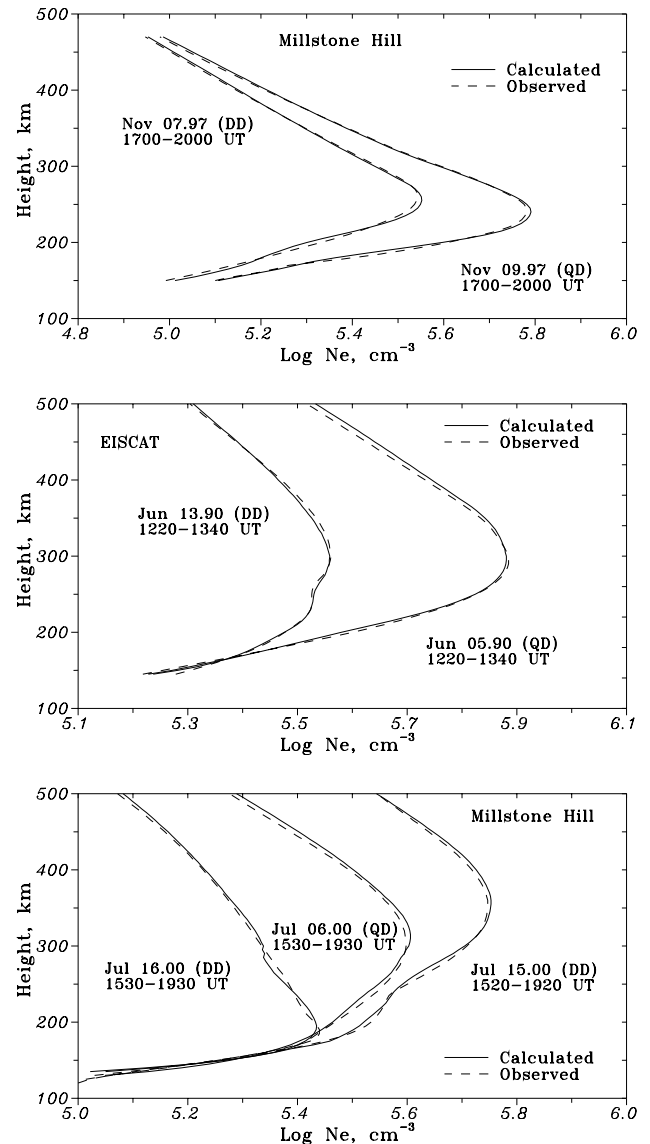 500
400
300
200
100
Height, km
Millstone Hill
Calculated
Observed
Nov 07.97 (DD)
1700−2000 UT
Nov 09.97 (QD)
1700−2000 UT
4.8 5.0 5.2 5.4 5.6 5.8 6.0
Log Ne, cm⁻³
500
400
300
200
100
Height, km
EISCAT
Calculated
Observed
Jun 13.90 (DD)
1220−1340 UT
Jun 05.90 (QD)
1220−1340 UT
5.1 5.3 5.5 5.7 5.9 6.1
Log Ne, cm⁻³
500
400
300
200
100
Height, km
Millstone Hill
Jul 06.00 (QD)
1530−1930 UT
Jul 16.00 (DD)
1530−1930 UT
Jul 15.00 (DD)
1520−1920 UT
Calculated
Observed
5.0 5.2 5.4 5.6 5.8 6.0
Log Ne, cm⁻³